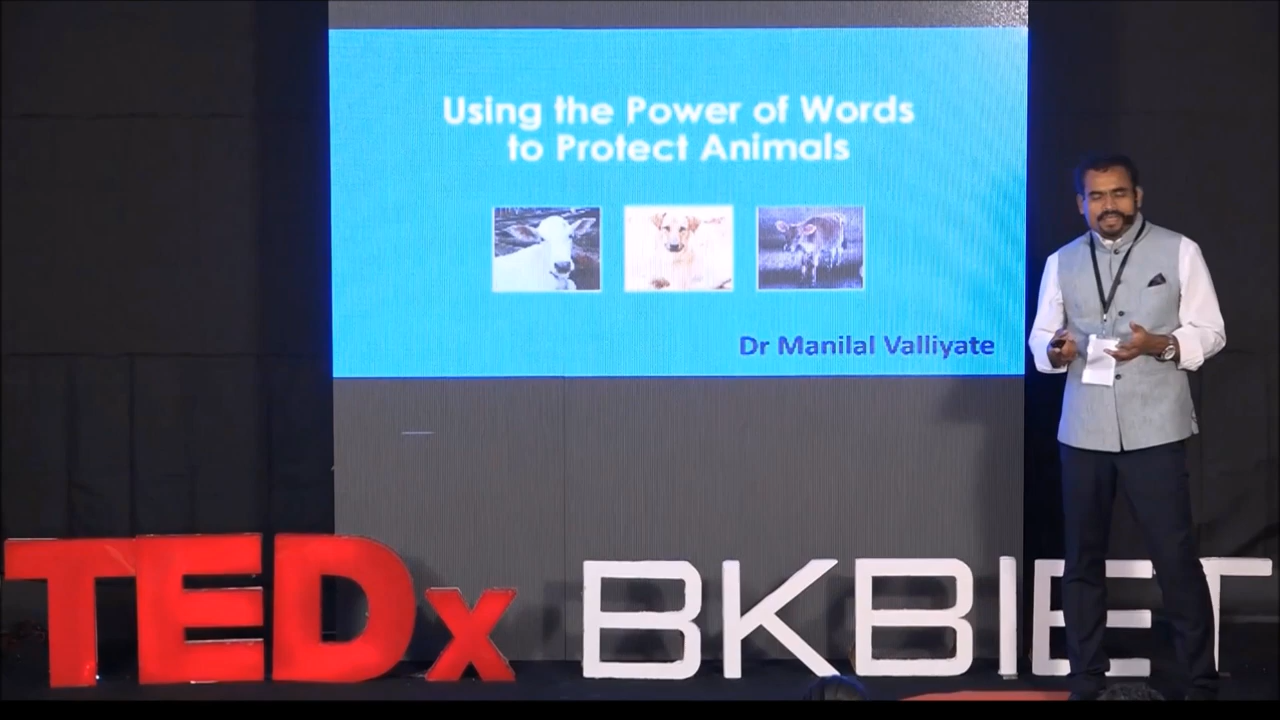 Using the Power of Words
to Protect Animals
Dr Manilal Valliyate
TEDx BKBIET